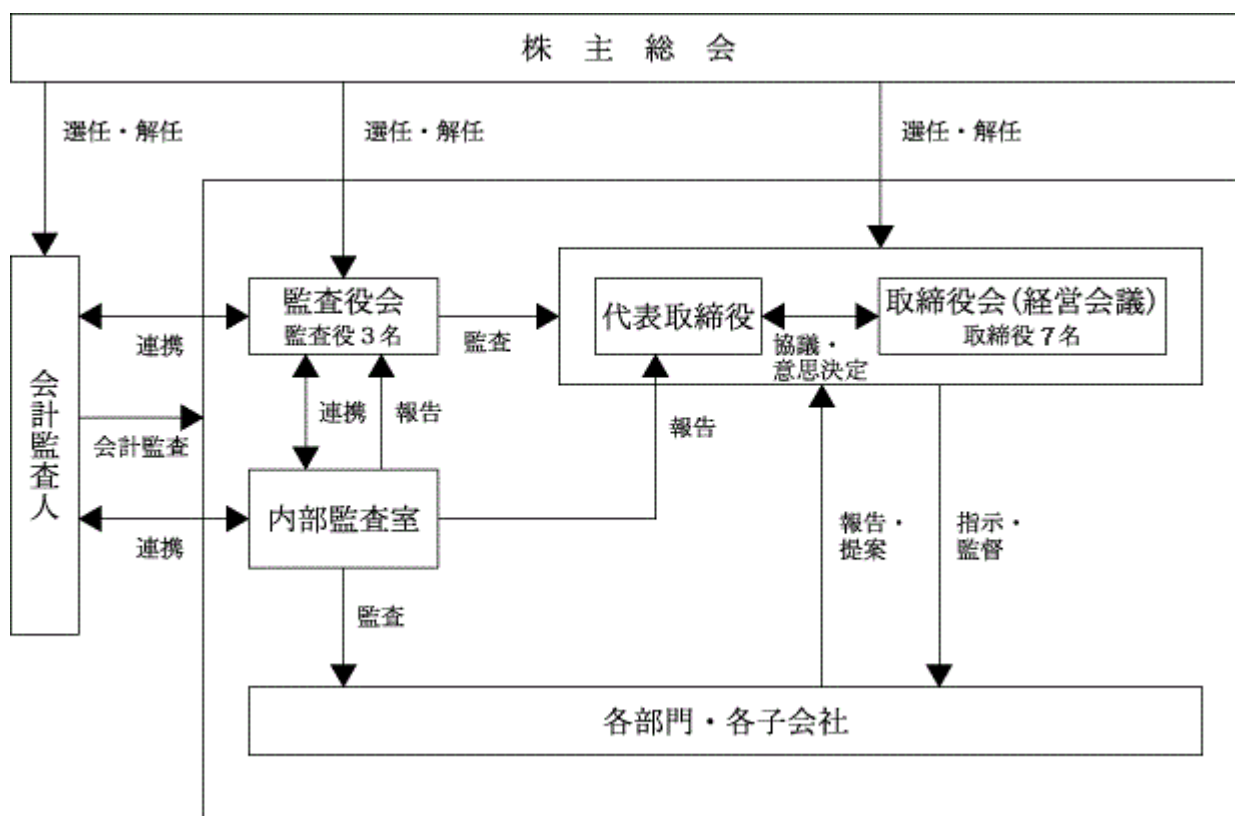 株主総会
選任・解任
選任・解任
選任・解任
監査役会
監査役3名
代表取締役
取締役会(経営会議)
取締役7名
連携
監査
協議・
意思決定
会計監査人
連携
報告
報告
会計監査
内部監査室
連携
報告・
提案
指示・
監督
監査
各部門・各子会社